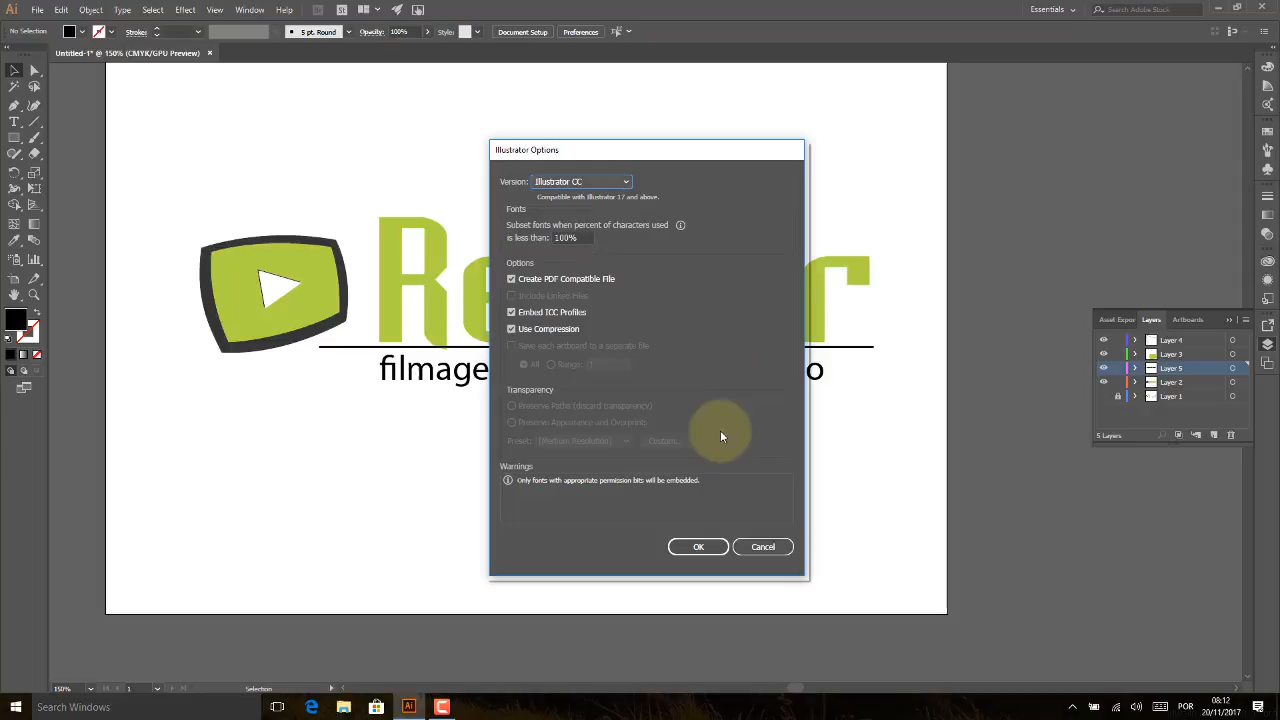 Ai File Edit Object Type Select Effect View Window Help Br St Essentials Search Adobe Stock
No Selection Stroke: 5 pt. Round Opacity: 100% Style: Document Setup Preferences
Untitled-1* @ 150% (CMYK/GPU Preview) ×
Illustrator Options
Version: Illustrator CC
Compatible with Illustrator 17 and above.
Fonts
Subset fonts when percent of characters used
is less than: 100%
Options
Create PDF Compatible File
Include Linked Files
Embed ICC Profiles
Use Compression
Save each artboard to a separate file
All Range: 1
Transparency
Preserve Paths (discard transparency)
Preserve Appearance and Overprints
Preset: [Medium Resolution] Custom...
Warnings
Only fonts with appropriate permission bits will be embedded.
OK Cancel
filmage
o
Asset Expor Layers Artboards
Layer 4
Layer 3
Layer 5
Layer 2
Layer 1
5 Layers
150% 1 Selection
Search Windows Ai POR 08:12
20/11/2017